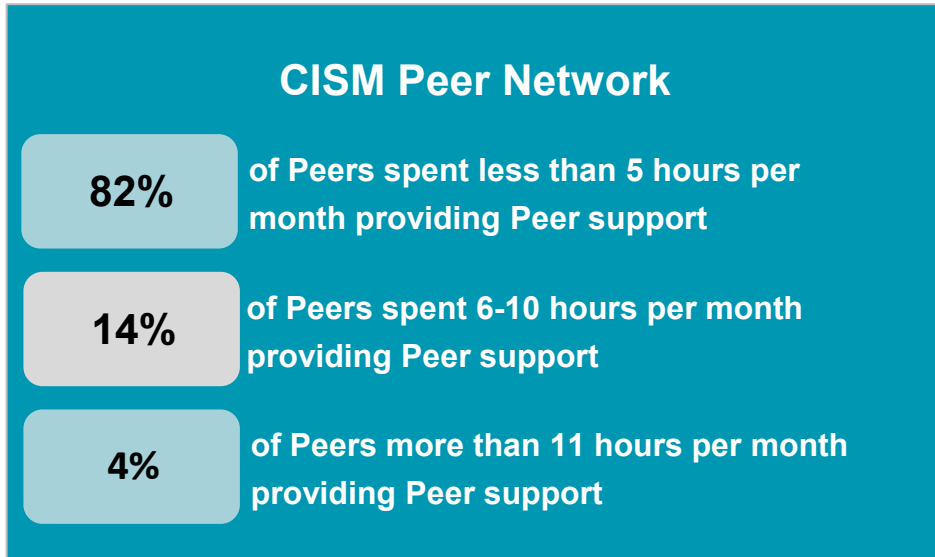 CISM Peer Network
82%
of Peers spent less than 5 hours per
month providing Peer support
14%
of Peers spent 6-10 hours per month
providing Peer support
4%
of Peers more than 11 hours per month
providing Peer support